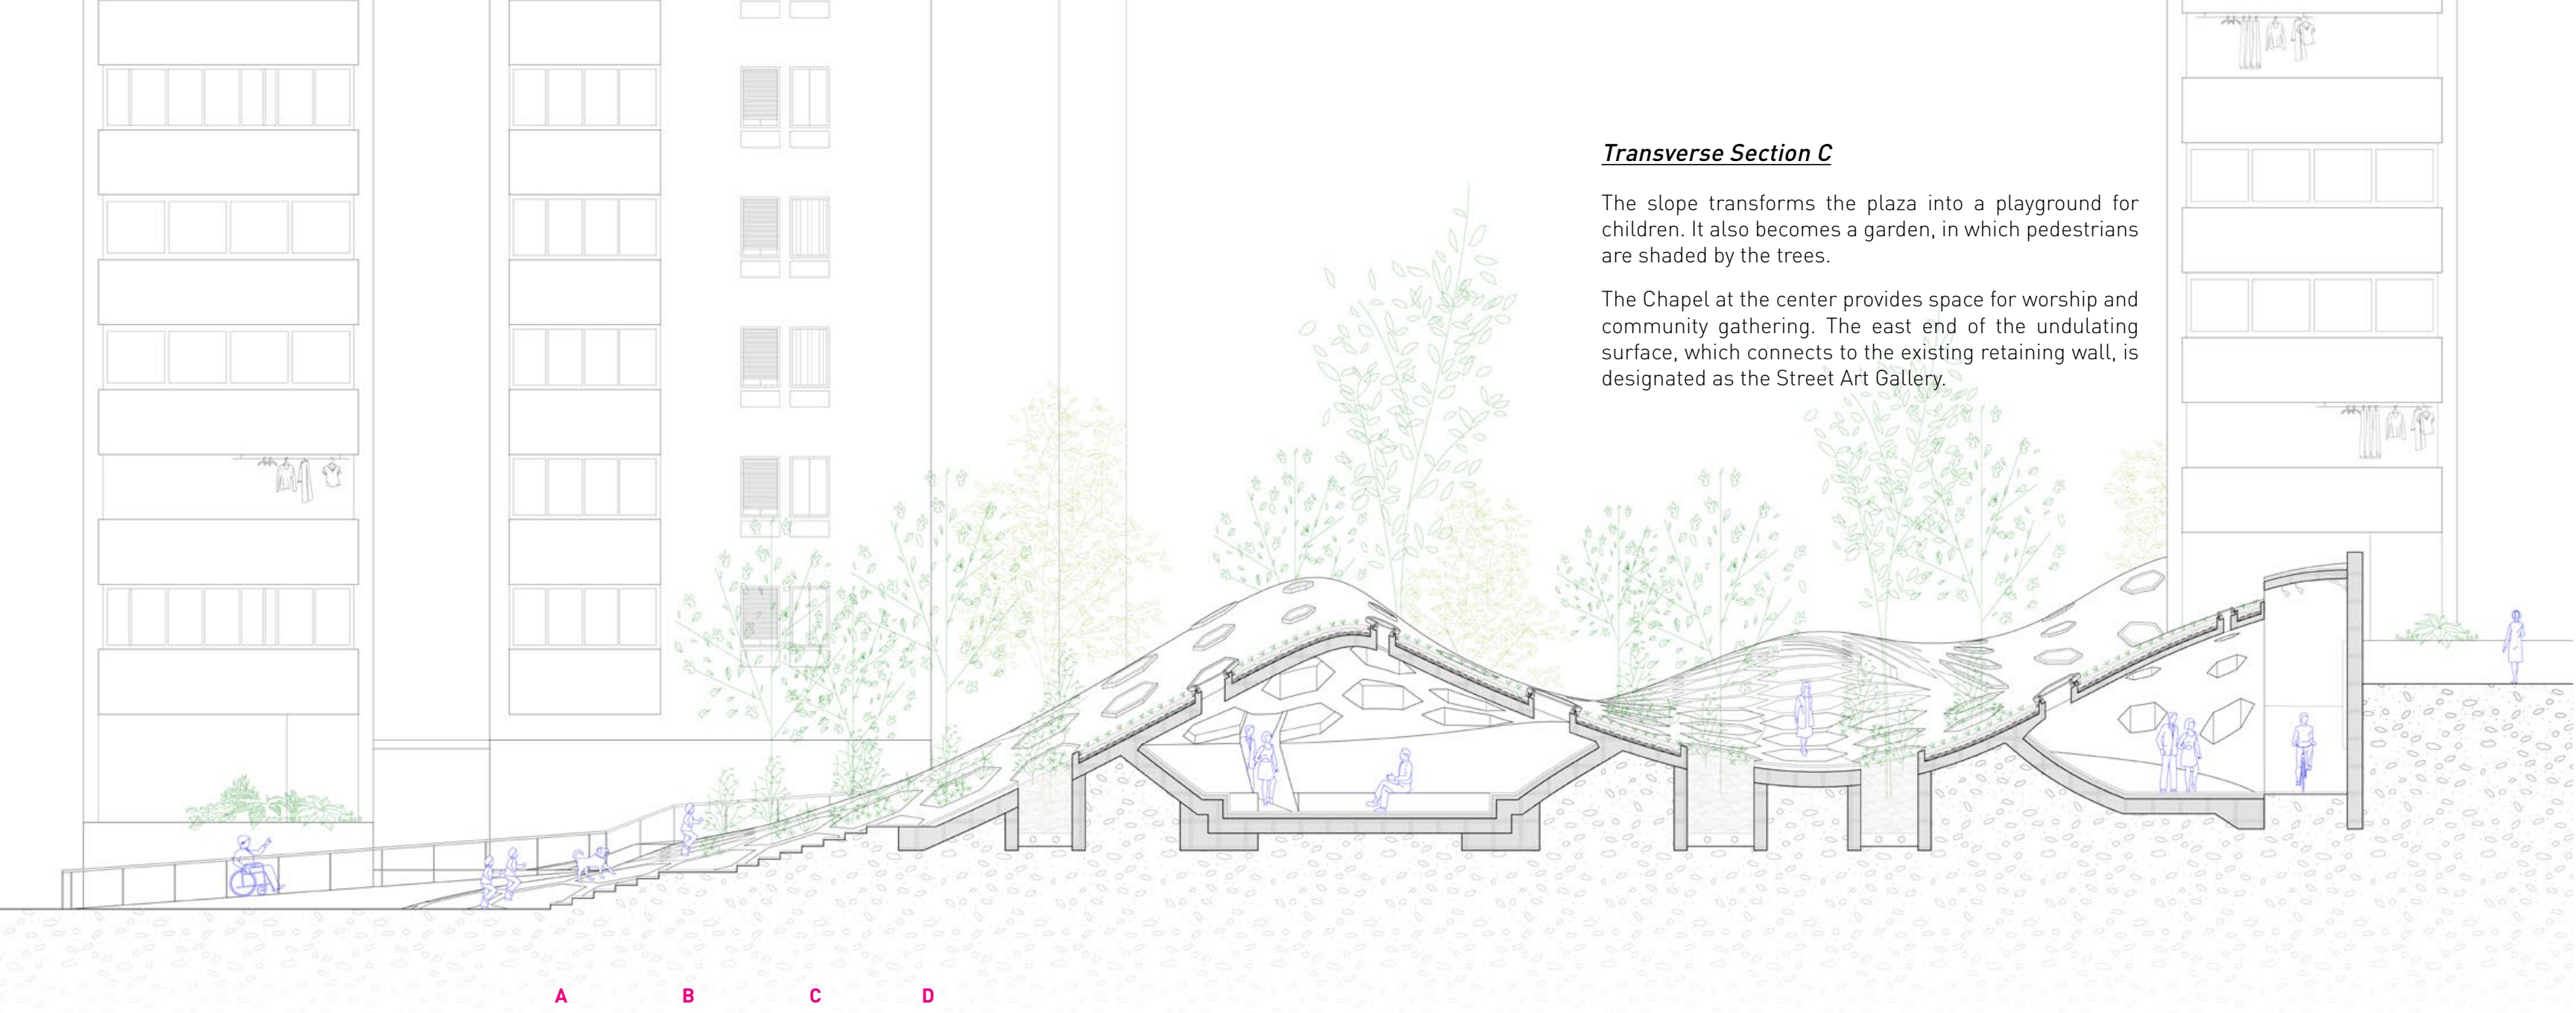 Transverse Section C
The slope transforms the plaza into a playground for
children. It also becomes a garden, in which pedestrians
are shaded by the trees.
The Chapel at the center provides space for worship and
community gathering. The east end of the undulating
surface, which connects to the existing retaining wall, is
designated as the Street Art Gallery.
A B C D